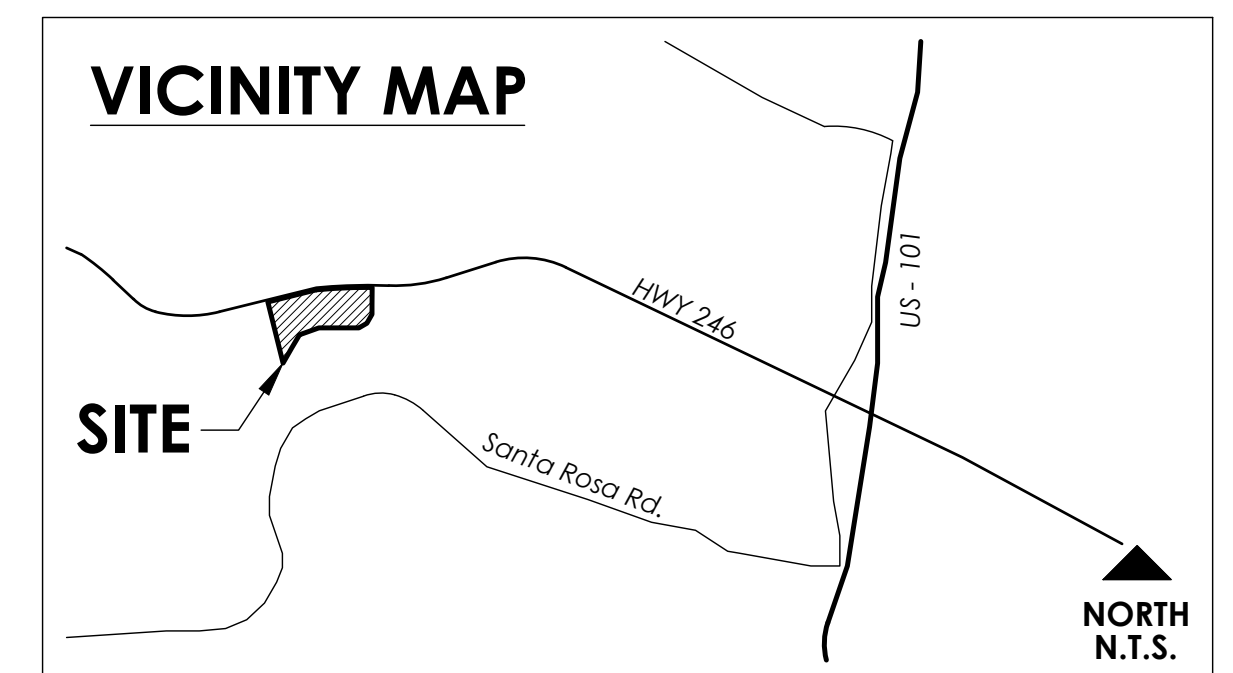 VICINITY MAP
US - 101
HWY 246
SITE
Santa Rosa Rd.
NORTH
N.T.S.